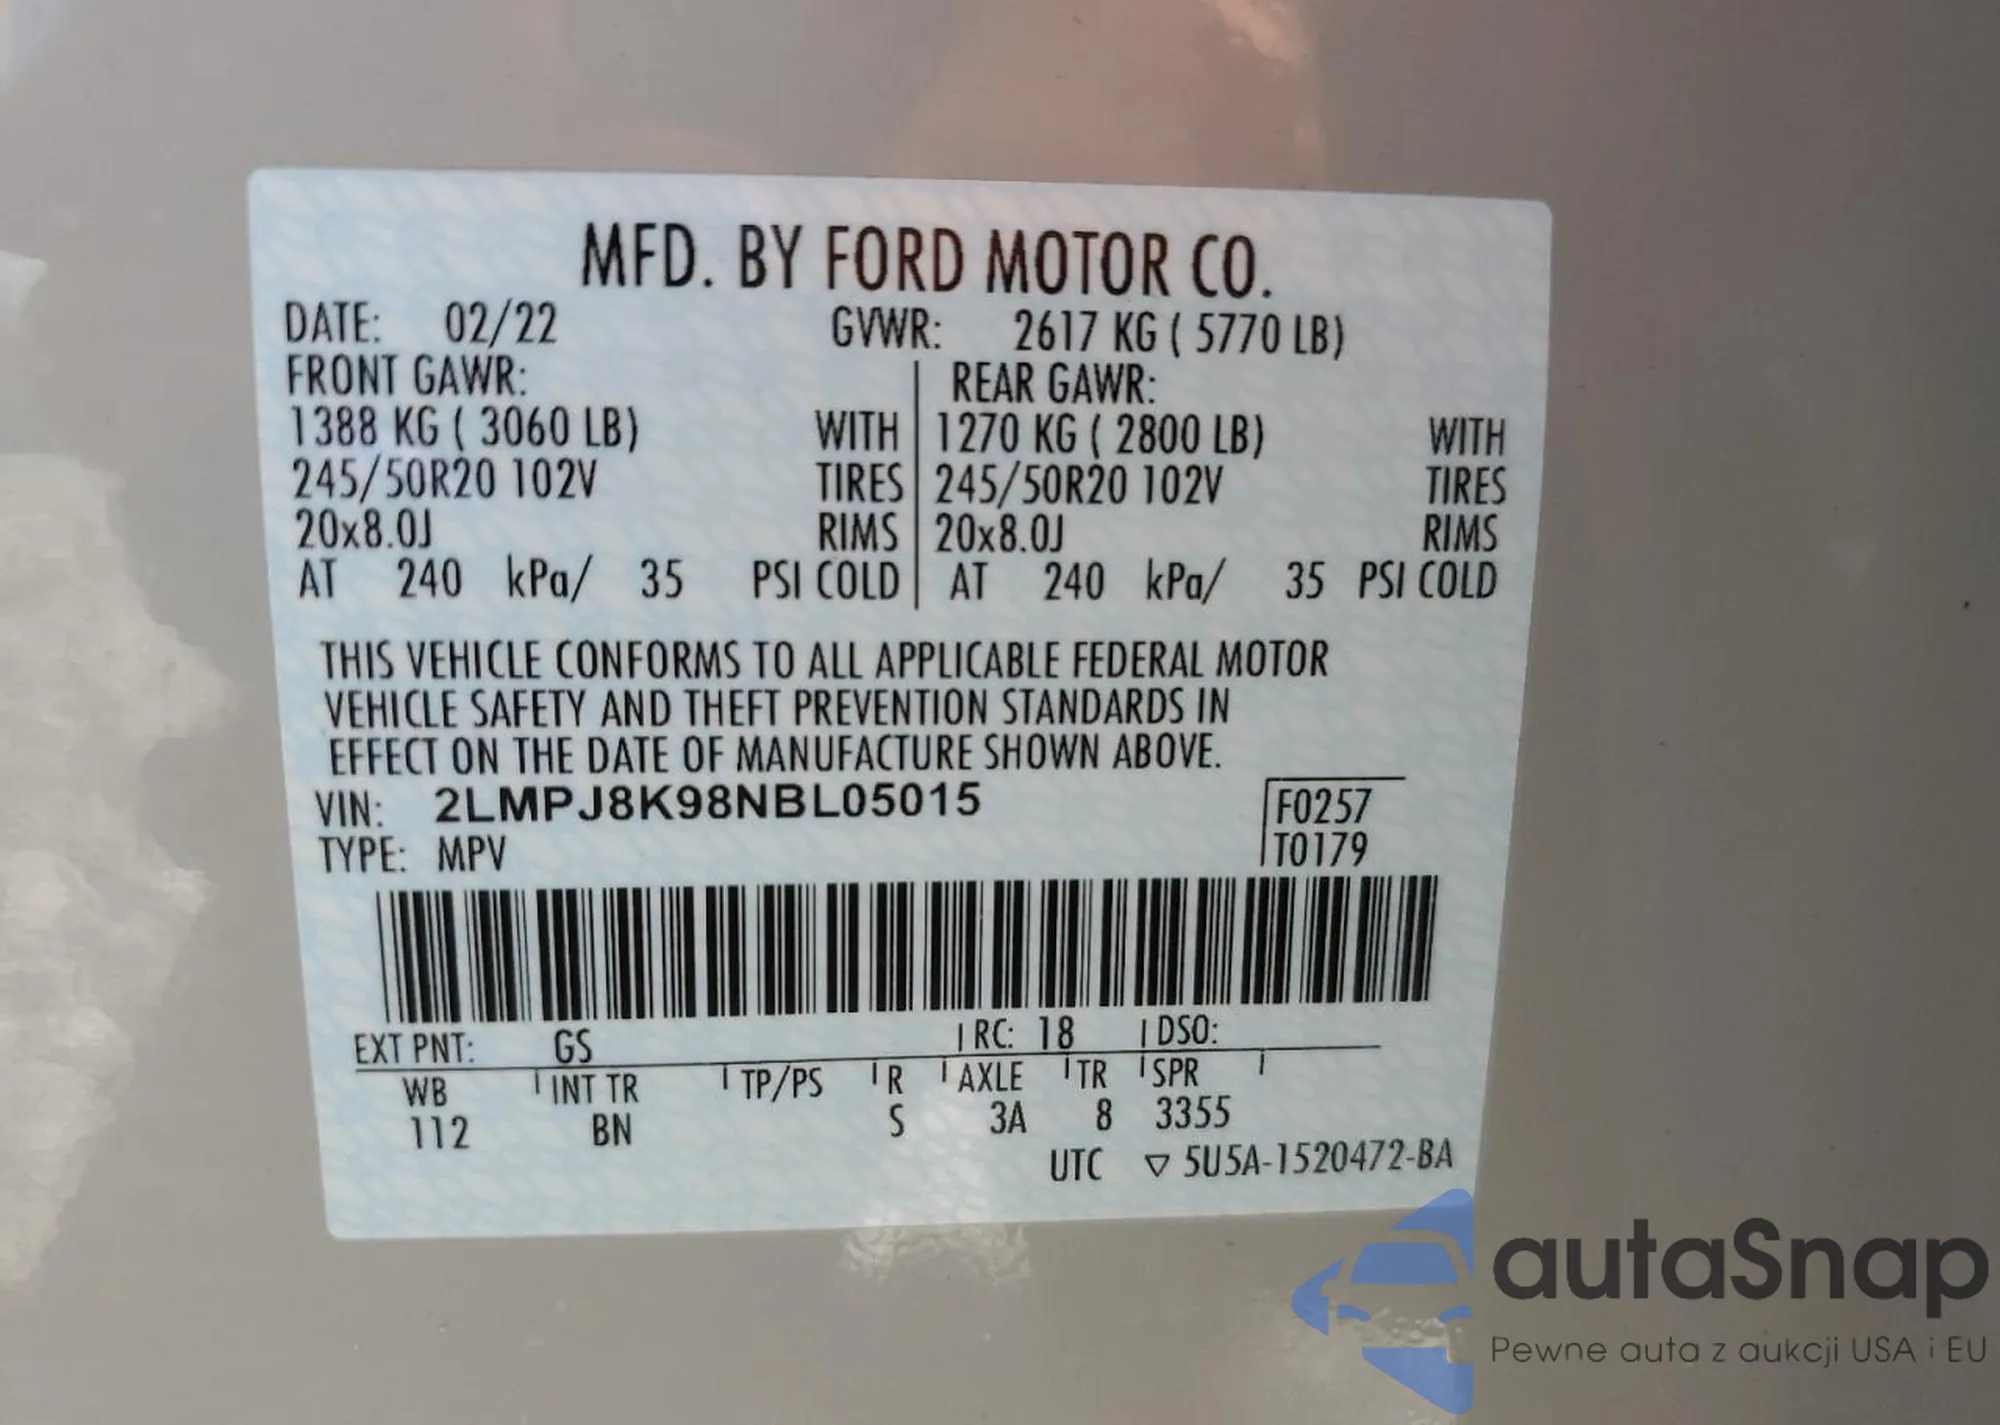 MFD. BY FORD MOTOR CO.
DATE: 02/22 GVWR: 2617 KG ( 5770 LB)
FRONT GAWR: REAR GAWR:
1388 KG ( 3060 LB) WITH 1270 KG ( 2800 LB) WITH
245/50R20 102V TIRES 245/50R20 102V TIRES
20x8.0J RIMS 20x8.0J RIMS
AT 240 kPa/ 35 PSI COLD AT 240 kPa/ 35 PSI COLD
THIS VEHICLE CONFORMS TO ALL APPLICABLE FEDERAL MOTOR
VEHICLE SAFETY AND THEFT PREVENTION STANDARDS IN
EFFECT ON THE DATE OF MANUFACTURE SHOWN ABOVE.
VIN: 2LMPJ8K98NBL05015 F0257
TYPE: MPV T0179
EXT PNT: GS RC: 18 DSO:
WB INT TR TP/PS R AXLE TR SPR
112 BN S 3A 8 3355
UTC ▽ 5U5A-1520472-BA
autaSnap
Pewne auta z aukcji USA i EU